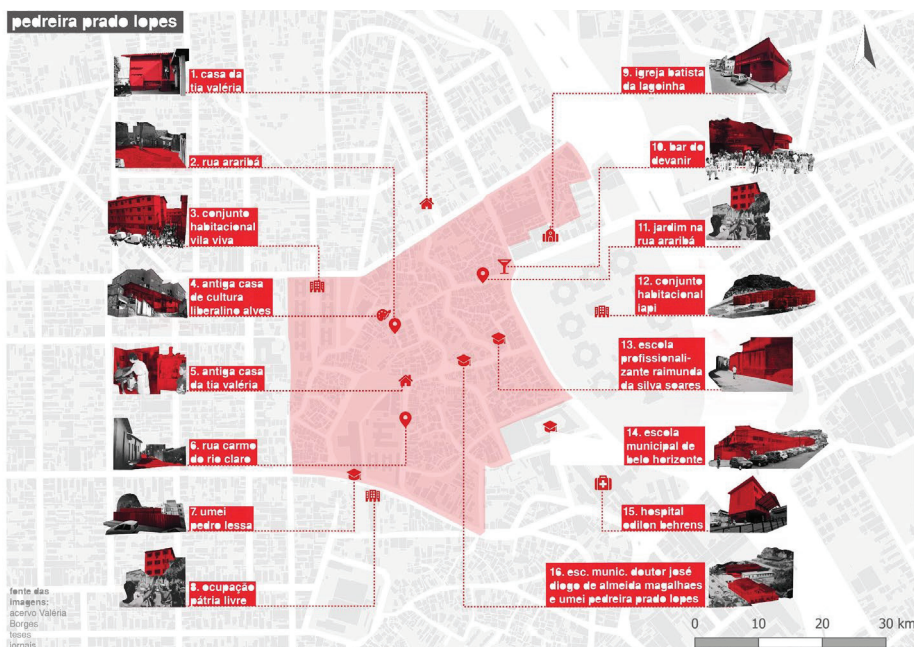 pedreira prado lopes
1. casa da
tia valéria
2. rua araribá
3. conjunto
habitacional
vila viva
4. antiga casa
de cultura
liberalino alves
5. antiga casa
da tia valéria
6. rua carmo
do rio claro
7. umei
pedro lessa
8. ocupação
pátria livre
9. igreja batista
da lagoinha
10. bar do
devanir
11. jardim na
rua araribá
12. conjunto
habitacional
iapi
13. escola
profissionali-
zante raimunda
da silva soares
14. escola
municipal de
belo horizonte
15. hospital
odilon behrens
16. esc. munic. doutor josé
diogo de almeida magalhaes
e umei pedreira prado lopes
fonte das
imagens:
acervo Valéria
Borges
teses
jornais
0 10 20 30 km